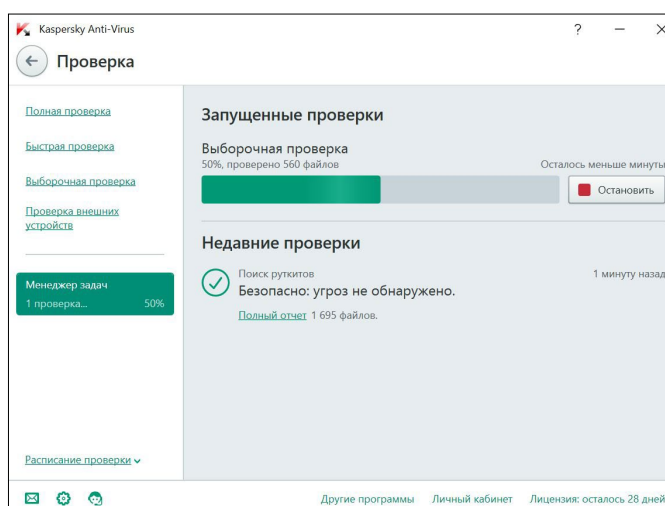 Kaspersky Anti-Virus
?
Проверка
Полная проверка
Быстрая проверка
Выборочная проверка
Проверка внешних
устройств
Менеджер задач
1 проверка... 50%
Расписание проверки
Запущенные проверки
Выборочная проверка
50%, проверено 560 файлов Осталось меньше минуты
Остановить
Недавние проверки
Поиск руткитов 1 минуту назад
Безопасно: угроз не обнаружено.
Полный отчет 1 695 файлов.
Другие программы Личный кабинет Лицензия: осталось 28 дней